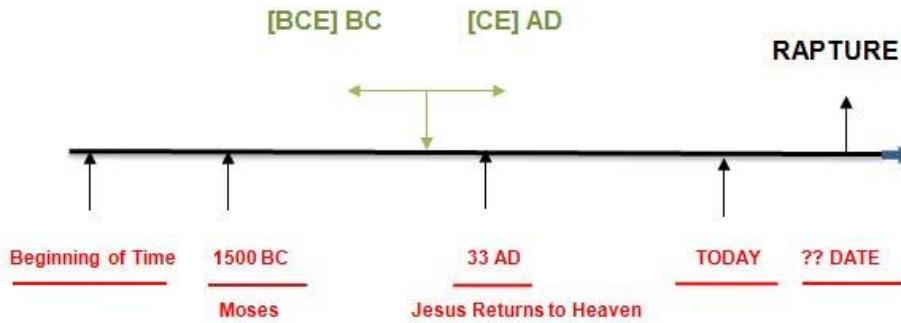 [BCE] BC [CE] AD
RAPTURE
Beginning of Time 1500 BC 33 AD TODAY ?? DATE
Moses Jesus Returns to Heaven